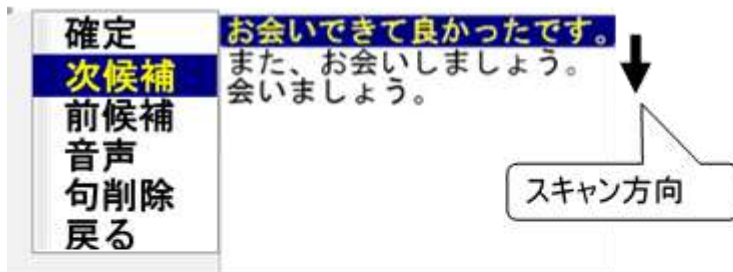 確定
次候補
前候補
音声
句削除
戻る
お会いできて良かったです。
また、お会いしましょう。
会いましょう。
スキャン方向